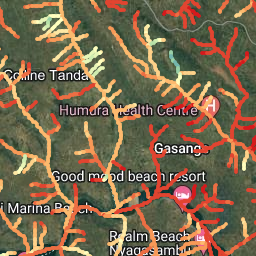 Colline Tanda
Humura Health Centre
Gasange
Good mood beach resort
i Marina Beach
Realm Beach
Nyagasambu